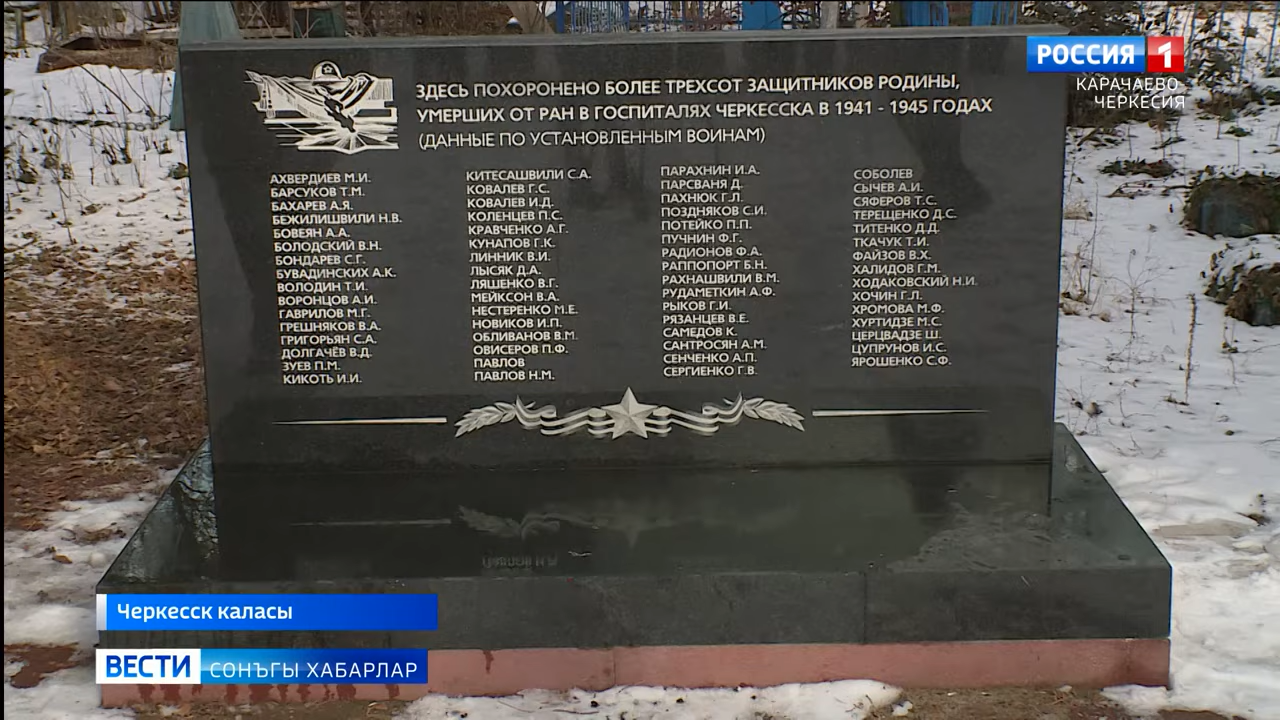 РОССИЯ 1
КАРАЧАЕВО-
ЧЕРКЕСИЯ
ЗДЕСЬ ПОХОРОНЕНО БОЛЕЕ ТРЕХСОТ ЗАЩИТНИКОВ РОДИНЫ,
УМЕРШИХ ОТ РАН В ГОСПИТАЛЯХ ЧЕРКЕССКА В 1941 - 1945 ГОДАХ
(ДАННЫЕ ПО УСТАНОВЛЕННЫМ ВОИНАМ)
АХВЕРДИЕВ М.И.
БАРСУКОВ Т.М.
БАХАРЕВ А.Я.
БЕЖИЛИШВИЛИ Н.В.
БОВЕЯН А.А.
БОЛОДСКИЙ В.Н.
БОНДАРЕВ С.Г.
БУВАДИНСКИХ А.К.
ВОЛОДИН Т.И.
ВОРОНЦОВ А.И.
ГАВРИЛОВ М.Г.
ГРЕШНЯКОВ В.А.
ГРИГОРЬЯН С.А.
ДОЛГАЧЁВ В.Д.
ЗУЕВ П.М.
КИКОТЬ И.И.
КИТЕСАШВИЛИ С.А.
КОВАЛЕВ Г.С.
КОВАЛЕВ И.Д.
КОЛЕНЦЕВ П.С.
КРАВЧЕНКО А.Г.
КУНАПОВ Г.К.
ЛИННИК В.И.
ЛЫСЯК Д.А.
ЛЯШЕНКО В.Г.
МЕЙКСОН В.А.
НЕСТЕРЕНКО М.Е.
НОВИКОВ И.П.
ОБЛИВАНОВ В.М.
ОВИСЕРОВ П.Ф.
ПАВЛОВ
ПАВЛОВ Н.М.
ПАРАХНИН И.А.
ПАРСВАНЯ Д.
ПАХНЮК Г.Л.
ПОЗДНЯКОВ С.И.
ПОТЕЙКО П.П.
ПУЧНИН Ф.Г.
РАДИОНОВ Ф.А.
РАППОПОРТ Б.Н.
РАХНАШВИЛИ В.М.
РУДАМЕТКИН А.Ф.
РЫКОВ Г.И.
РЯЗАНЦЕВ В.Е.
САМЕДОВ К.
САНТРОСЯН А.М.
СЕНЧЕНКО А.П.
СЕРГИЕНКО Г.В.
СОБОЛЕВ
СЫЧЕВ А.И.
СЯФЕРОВ Т.С.
ТЕРЕЩЕНКО Д.С.
ТИТЕНКО Д.Д.
ТКАЧУК Т.И.
ФАЙЗОВ В.Х.
ХАЛИДОВ Г.М.
ХОДАКОВСКИЙ Н.И.
ХОЧИН Г.Л.
ХРОМОВА М.Ф.
ХУРТИДЗЕ М.С.
ЦЕРЦВАДЗЕ Ш.
ЦУПРУНОВ И.С.
ЯРОШЕНКО С.Ф.
Черкесск каласы
ВЕСТИ СОНЪГЫ ХАБАРЛАР